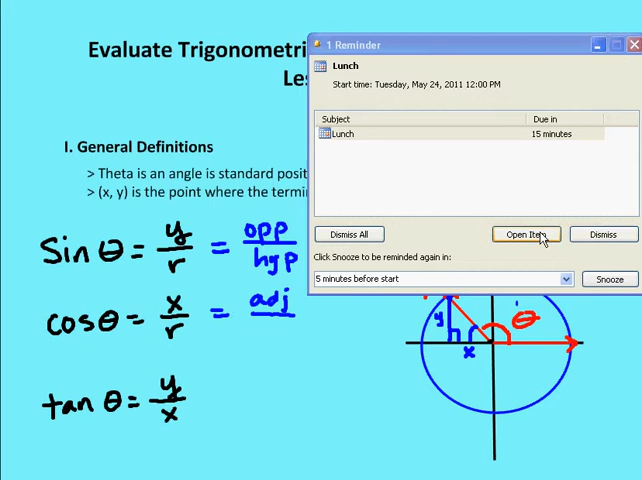 Evaluate Trigonometri
Les
I. General Definitions
> Theta is an angle is standard posit
> (x, y) is the point where the termi
Sin θ = y/r = opp/hyp
cos θ = x/r = adj/
tan θ = y/x
1 Reminder
Lunch
Start time: Tuesday, May 24, 2011 12:00 PM
Subject Due in
Lunch 15 minutes
Dismiss All Open Item Dismiss
Click Snooze to be reminded again in:
5 minutes before start Snooze
y θ
x